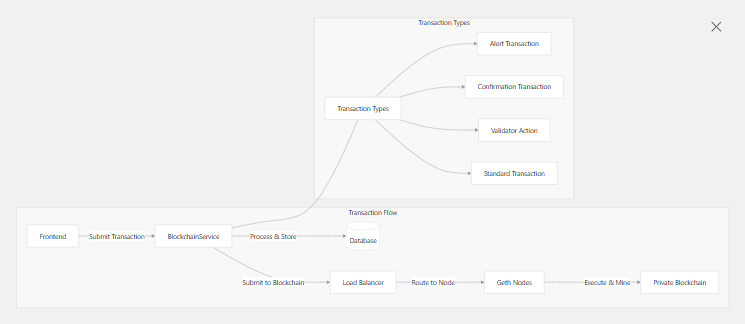 Transaction Types
Alert Transaction
Confirmation Transaction
Transaction Types
Validator Action
Standard Transaction
Transaction Flow
Frontend
Submit Transaction
BlockchainService
Process & Store
Database
Submit to Blockchain
Load Balancer
Route to Node
Geth Nodes
Execute & Mine
Private Blockchain